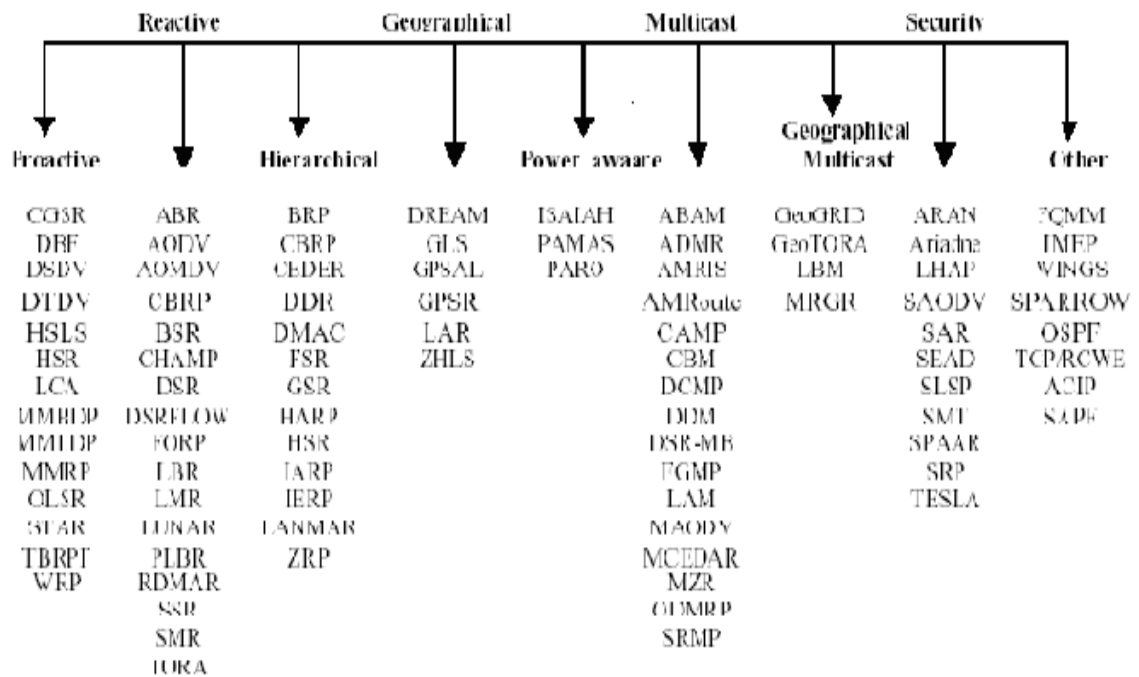 Reactive Geographical Multicast Security
Geographical
Proactive Hierarchical Power aware Multicast Other
CGSR ABR BRP DREAM ISAIAH ABAM GeoGRID ARAN FQMM
DBF AODV CBRP GLS PAMAS ADMR GeoTORA Ariadne IMEP
DSDV AOMDV CEDER GPSAL PARO AMRIS LBM LHAP WINGS
DTDV CBRP DDR GPSR AMRoute MRGR SAODV SPARROW
HSLS BSR DMAC LAR CAMP SAR OSPF
HSR CHAMP FSR ZHLS CBM SEAD TCP/RCWE
LCA DSR GSR DCMP SLSP ACIP
DSRFLOW HARP DDM SMT
FORP HSR DSR-MB SPAAR
MMRP LBR IARP FGMP SRP
OLSR LMR IERP LAM TESLA
STAR LUNAR LANMAR MAODV
TBRPF PLBR ZRP MCEDAR
WRP RDMAR MZR
SSR ODMRP
SMR SRMP
TORA